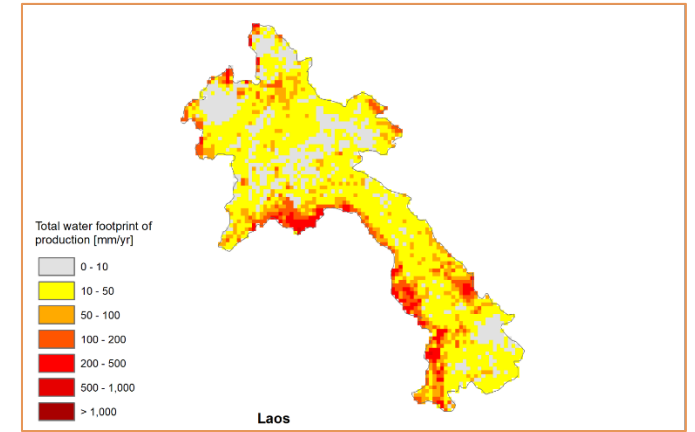 Total water footprint of
production [mm/yr]
0 - 10
10 - 50
50 - 100
100 - 200
200 - 500
500 - 1,000
> 1,000
Laos